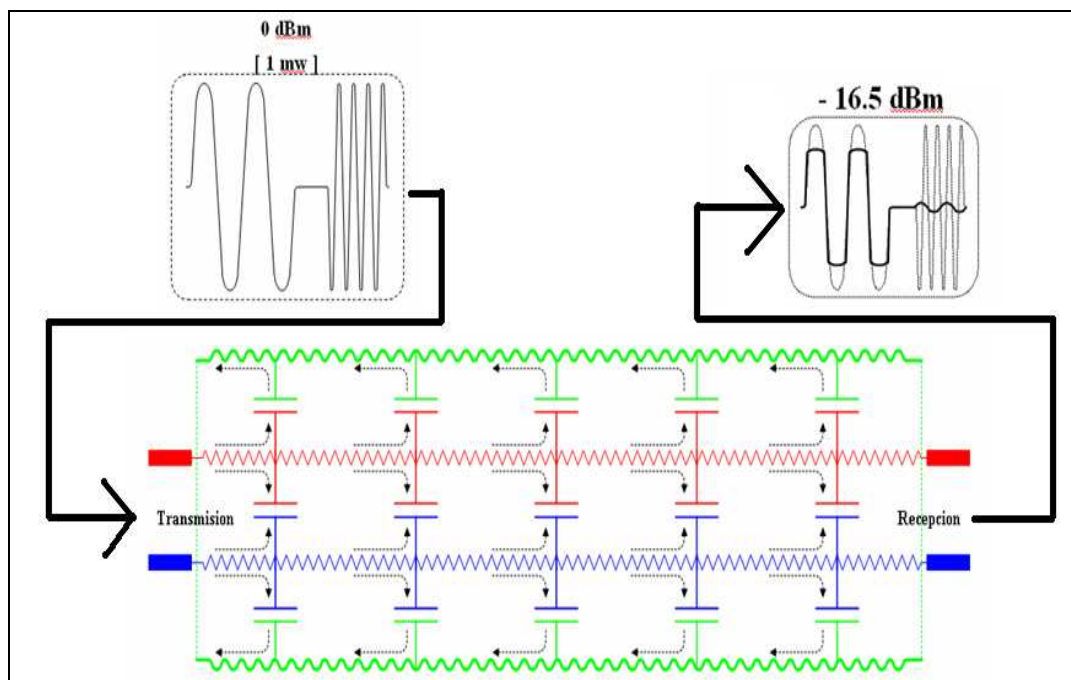 0 dBm
[ 1 mw ]
- 16.5 dBm
Transmision
Recepcion